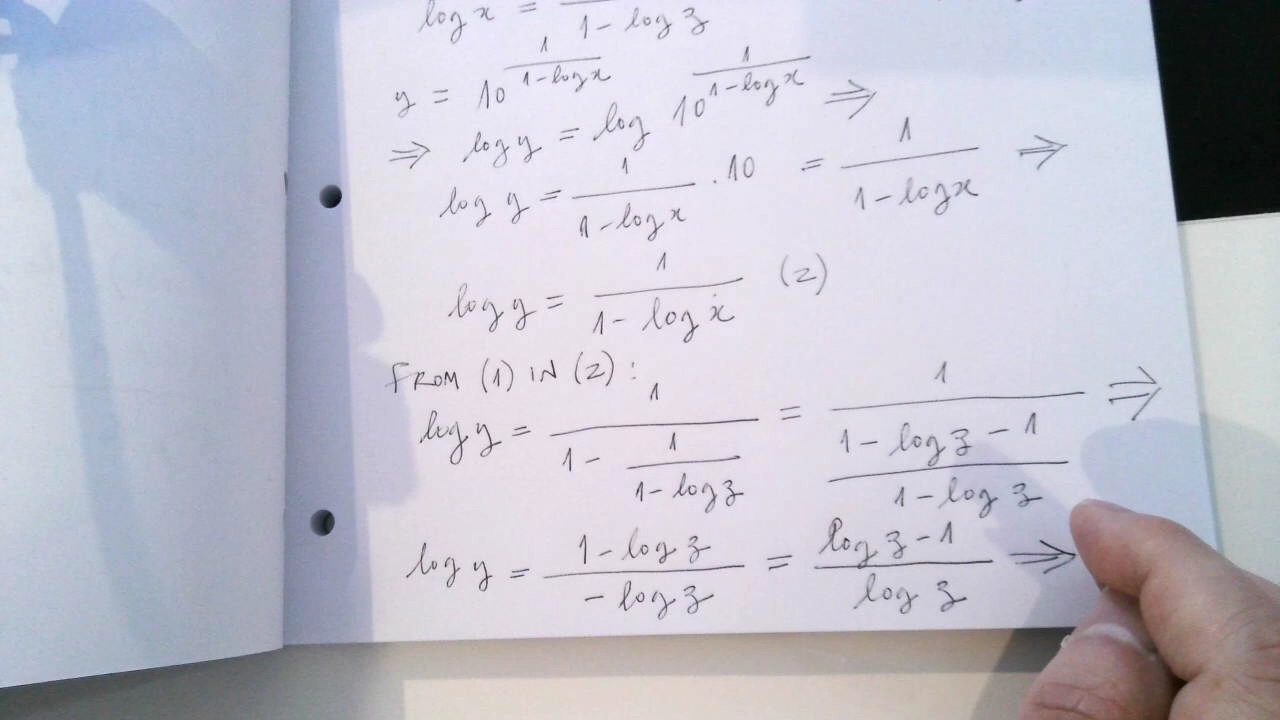 log x = 1 - log z
y = 10^(1/(1 - log x))
⇒ log y = log 10^(1/(1 - log x)) ⇒
log y = 1/(1 - log x) . 10 = 1/(1 - log x) ⇒
log y = 1/(1 - log x) (2)
FROM (1) IN (2) :
log y = 1/(1 - 1/(1 - log z)) = 1/((1 - log z - 1)/(1 - log z)) ⇒
log y = (1 - log z)/(- log z) = (log z - 1)/(log z) ⇒